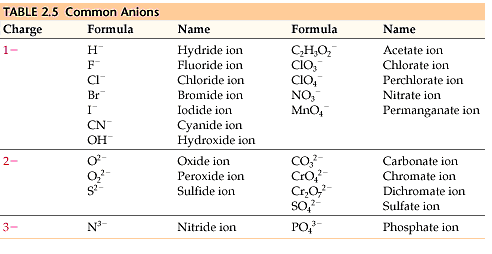 TABLE 2.5 Common Anions
Charge Formula Name Formula Name
1− H⁻ Hydride ion C₂H₃O₂⁻ Acetate ion
F⁻ Fluoride ion ClO₃⁻ Chlorate ion
Cl⁻ Chloride ion ClO₄⁻ Perchlorate ion
Br⁻ Bromide ion NO₃⁻ Nitrate ion
I⁻ Iodide ion MnO₄⁻ Permanganate ion
CN⁻ Cyanide ion
OH⁻ Hydroxide ion
2− O²⁻ Oxide ion CO₃²⁻ Carbonate ion
O₂²⁻ Peroxide ion CrO₄²⁻ Chromate ion
S²⁻ Sulfide ion Cr₂O₇²⁻ Dichromate ion
SO₄²⁻ Sulfate ion
3− N³⁻ Nitride ion PO₄³⁻ Phosphate ion